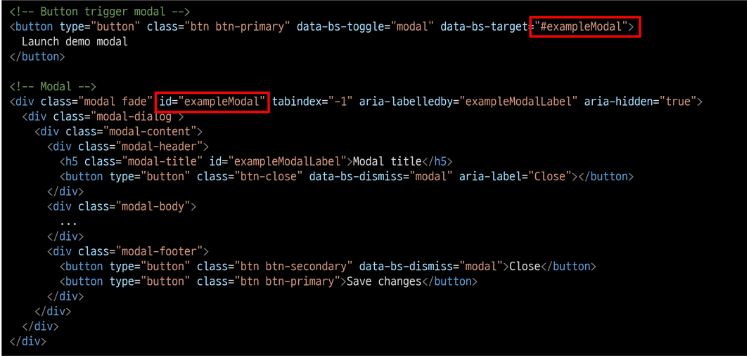 <!-- Button trigger modal -->
<button type="button" class="btn btn-primary" data-bs-toggle="modal" data-bs-target="#exampleModal">
  Launch demo modal
</button>

<!-- Modal -->
<div class="modal fade" id="exampleModal" tabindex="-1" aria-labelledby="exampleModalLabel" aria-hidden="true">
  <div class="modal-dialog">
    <div class="modal-content">
      <div class="modal-header">
        <h5 class="modal-title" id="exampleModalLabel">Modal title</h5>
        <button type="button" class="btn-close" data-bs-dismiss="modal" aria-label="Close"></button>
      </div>
      <div class="modal-body">
        ...
      </div>
      <div class="modal-footer">
        <button type="button" class="btn btn-secondary" data-bs-dismiss="modal">Close</button>
        <button type="button" class="btn btn-primary">Save changes</button>
      </div>
    </div>
  </div>
</div>